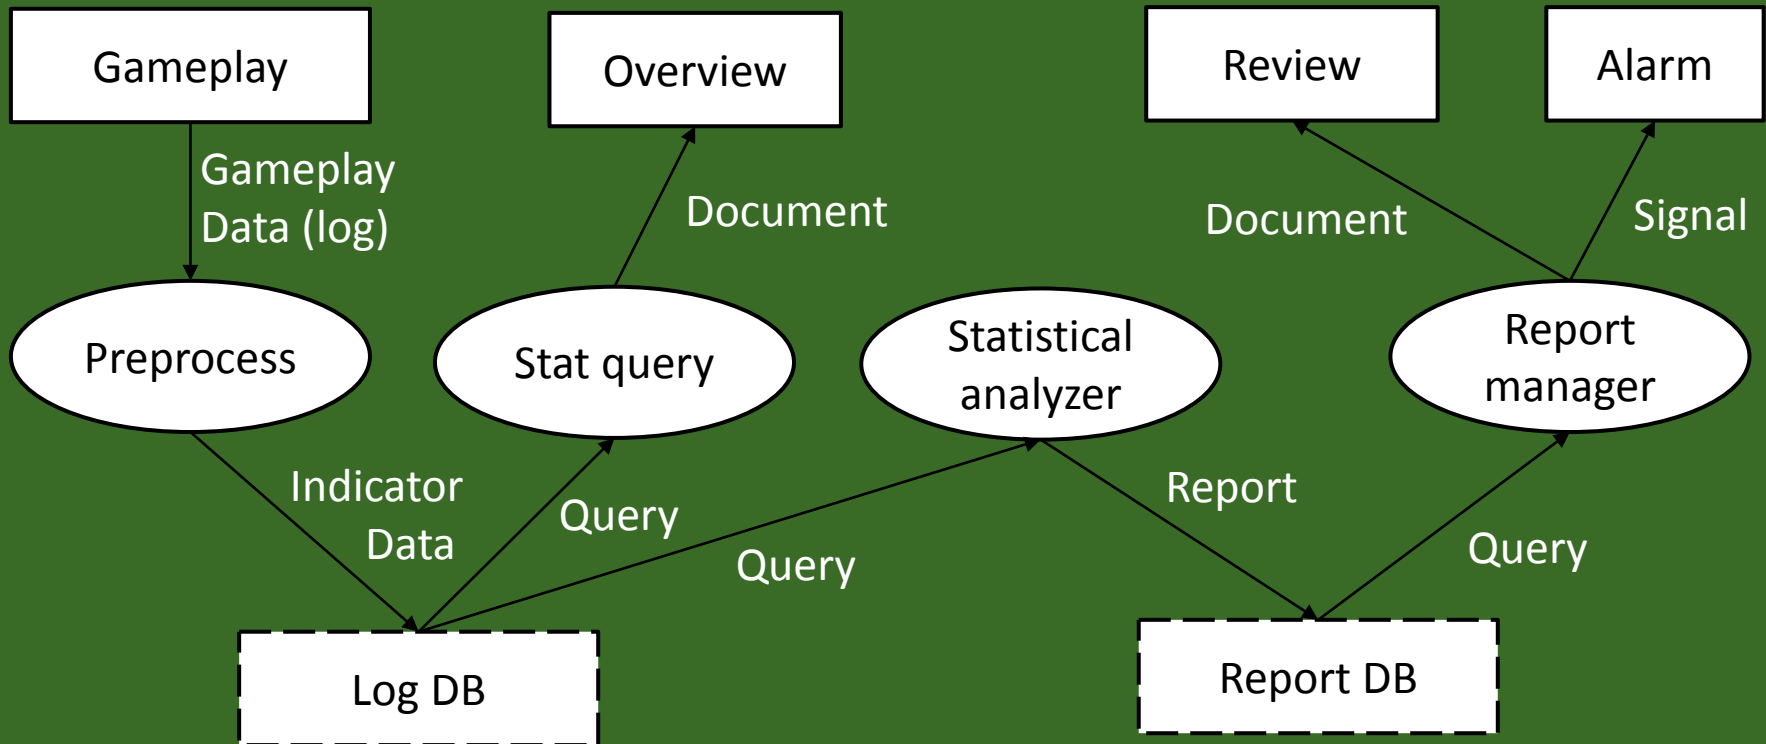 Gameplay
Overview
Review
Alarm
Gameplay
Data (log)
Document
Document
Signal
Preprocess
Stat query
Statistical
analyzer
Report
manager
Indicator
Data
Query
Query
Report
Query
Log DB
Report DB